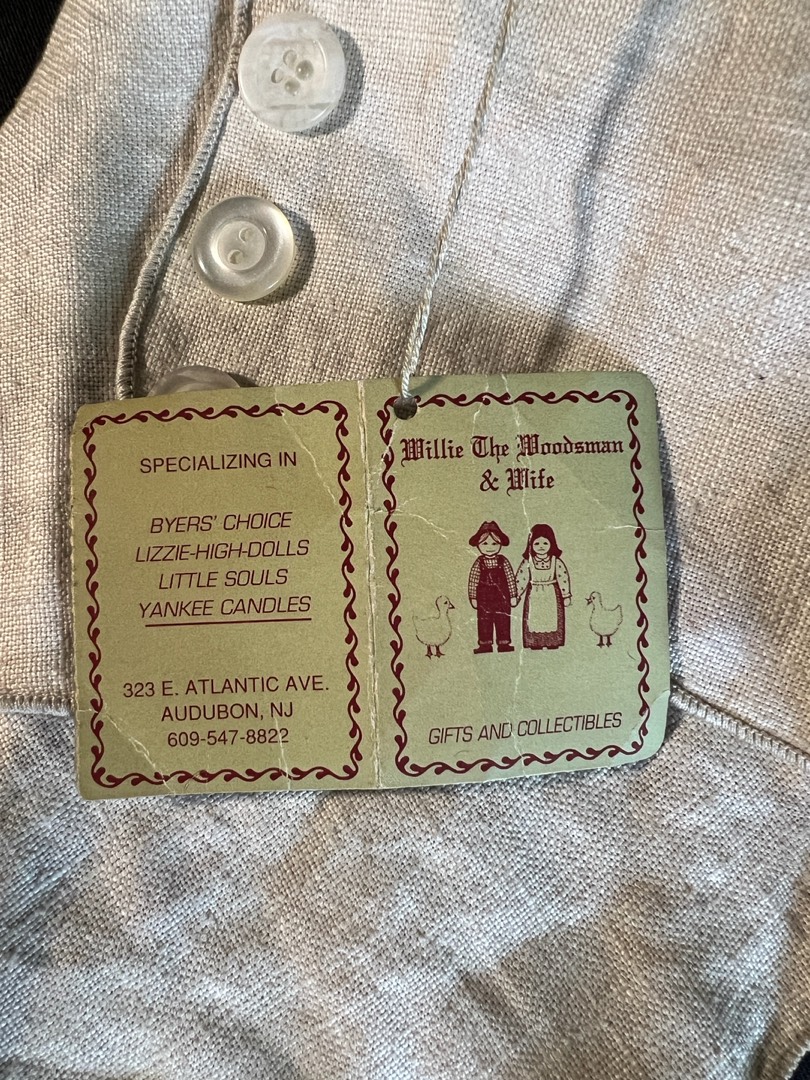 SPECIALIZING IN
BYERS' CHOICE
LIZZIE-HIGH-DOLLS
LITTLE SOULS
YANKEE CANDLES
323 E. ATLANTIC AVE.
AUDUBON, NJ
609-547-8822
Willie The Woodsman
& Wife
GIFTS AND COLLECTIBLES